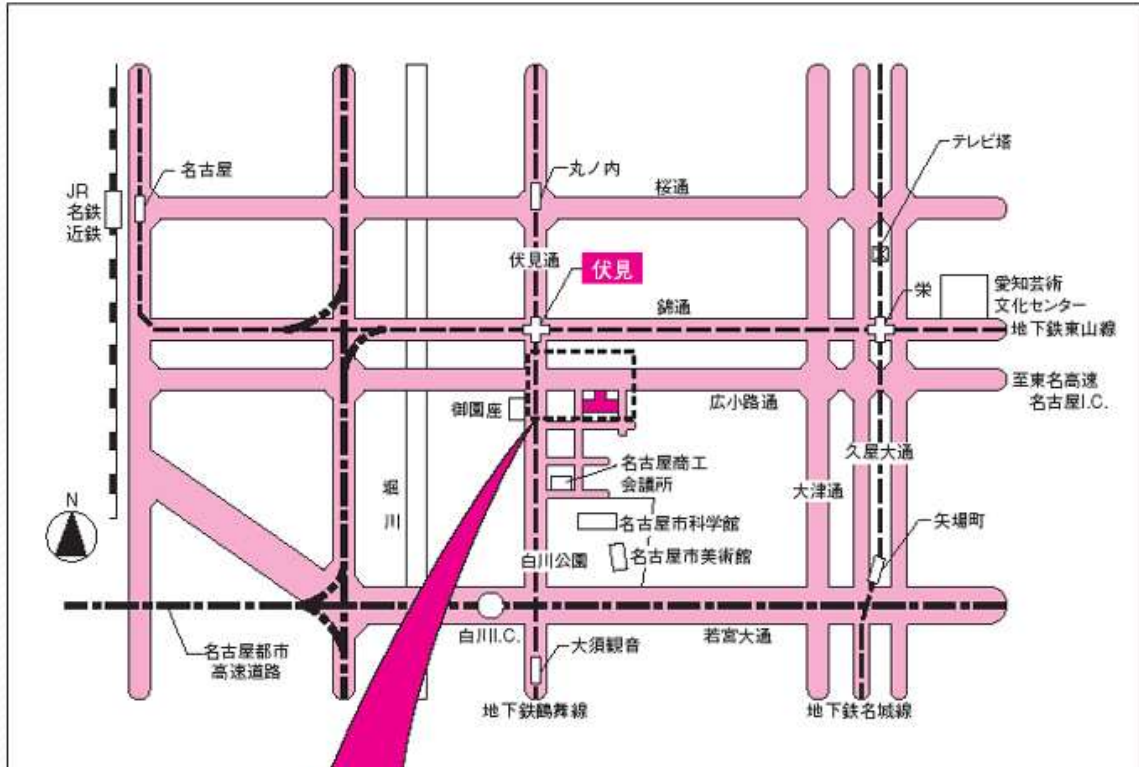 テレビ塔
名古屋
丸ノ内
桜通
JR
名鉄
近鉄
伏見通
伏見
栄
愛知芸術
文化センター
錦通
地下鉄東山線
御園座
広小路通
至東名高速
名古屋I.C.
久屋大通
名古屋商工
会議所
堀川
大津通
N
名古屋市科学館
矢場町
白川公園
名古屋市美術館
白川I.C.
若宮大通
名古屋都市
高速道路
大須観音
地下鉄鶴舞線
地下鉄名城線